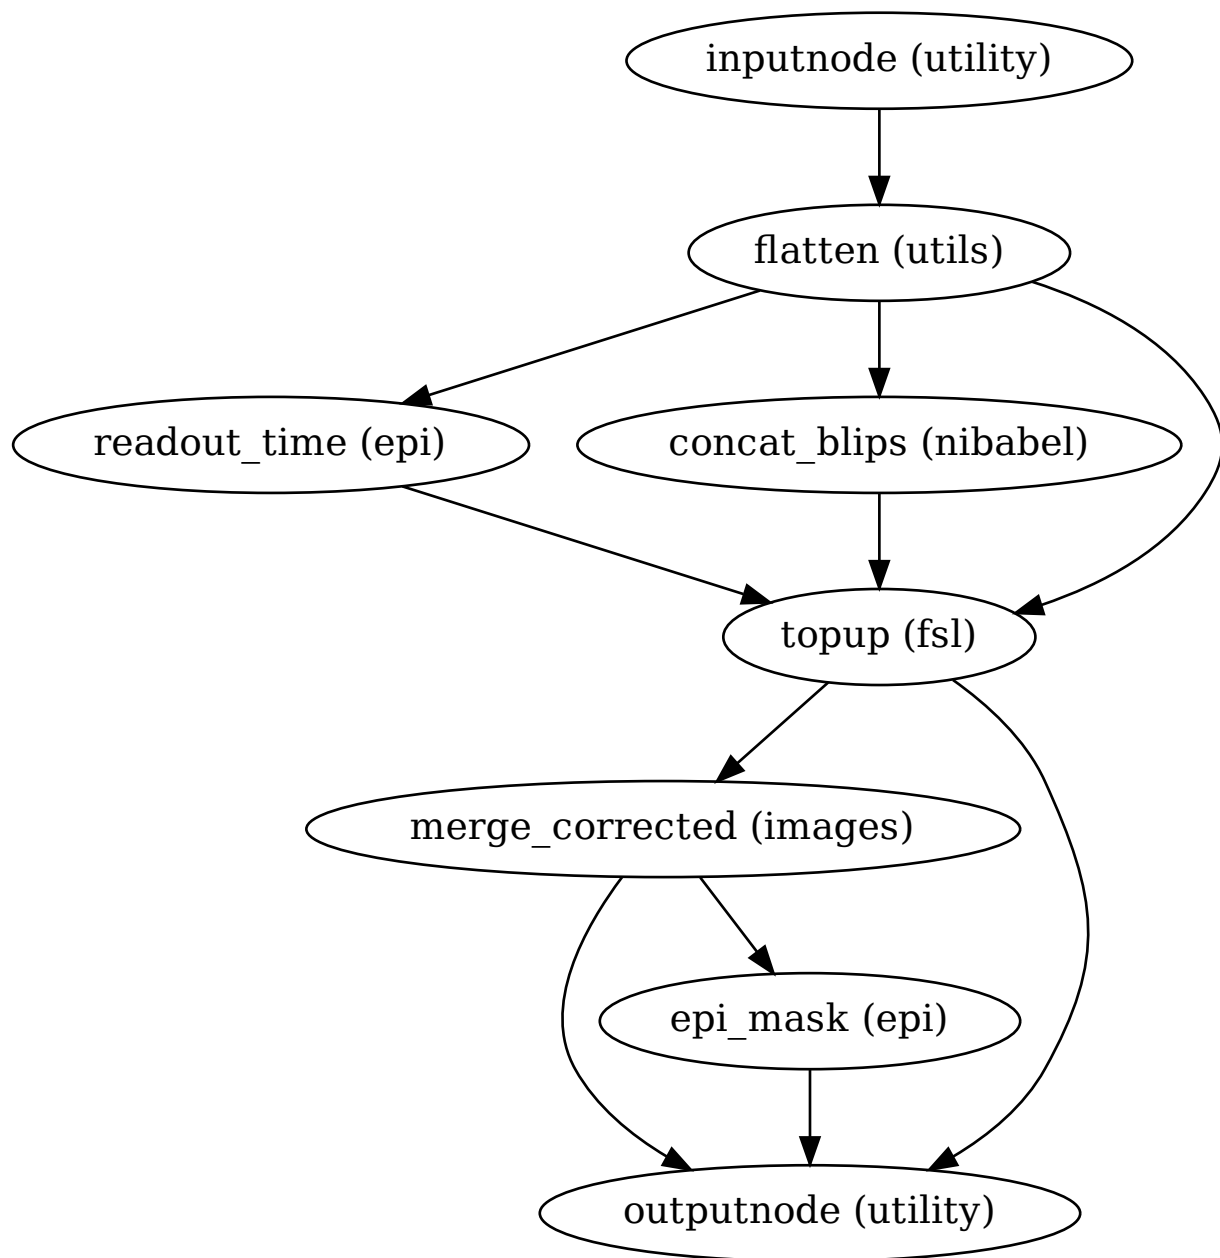 inputnode (utility)
flatten (utils)
readout_time (epi)
concat_blips (nibabel)
topup (fsl)
merge_corrected (images)
epi_mask (epi)
outputnode (utility)